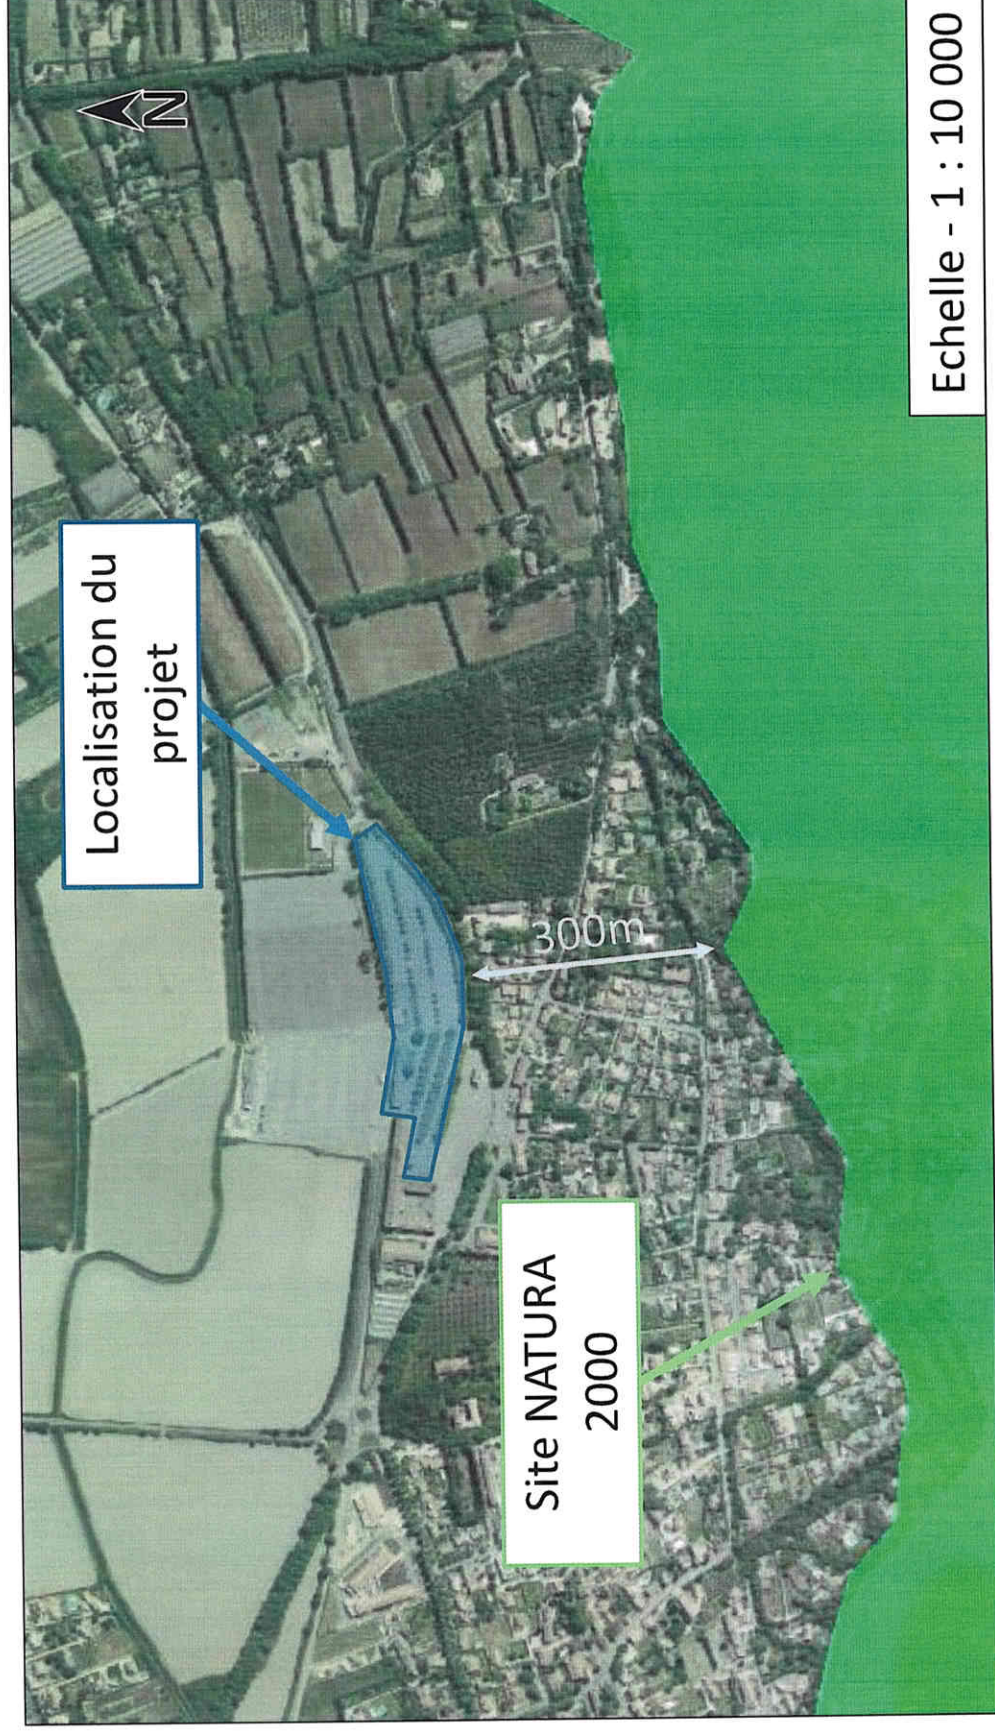 N
Localisation du
projet
300m
Site NATURA
2000
Echelle - 1 : 10 000